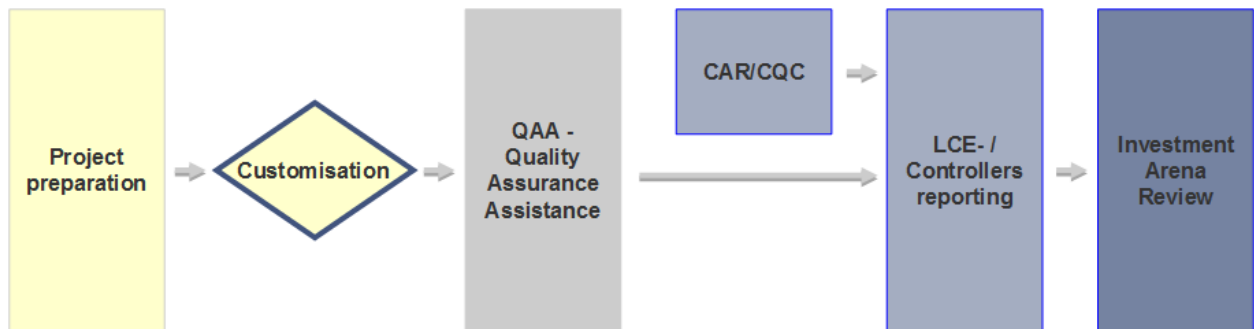 Project
preparation
Customisation
QAA -
Quality
Assurance
Assistance
CAR/CQC
LCE- /
Controllers
reporting
Investment
Arena
Review